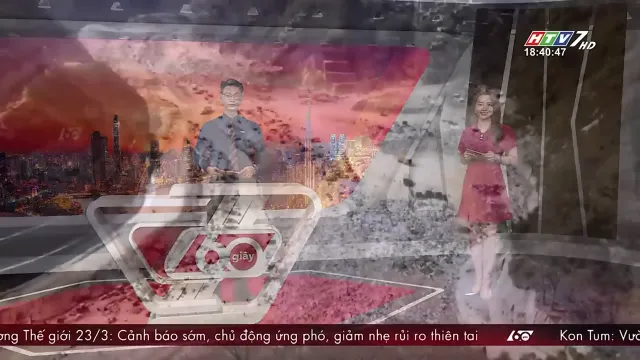 HTV7 HD
18:40:47
60 giây
ơng Thế giới 23/3: Cảnh báo sớm, chủ động ứng phó, giảm nhẹ rủi ro thiên tai 60 Kon Tum: Vườ